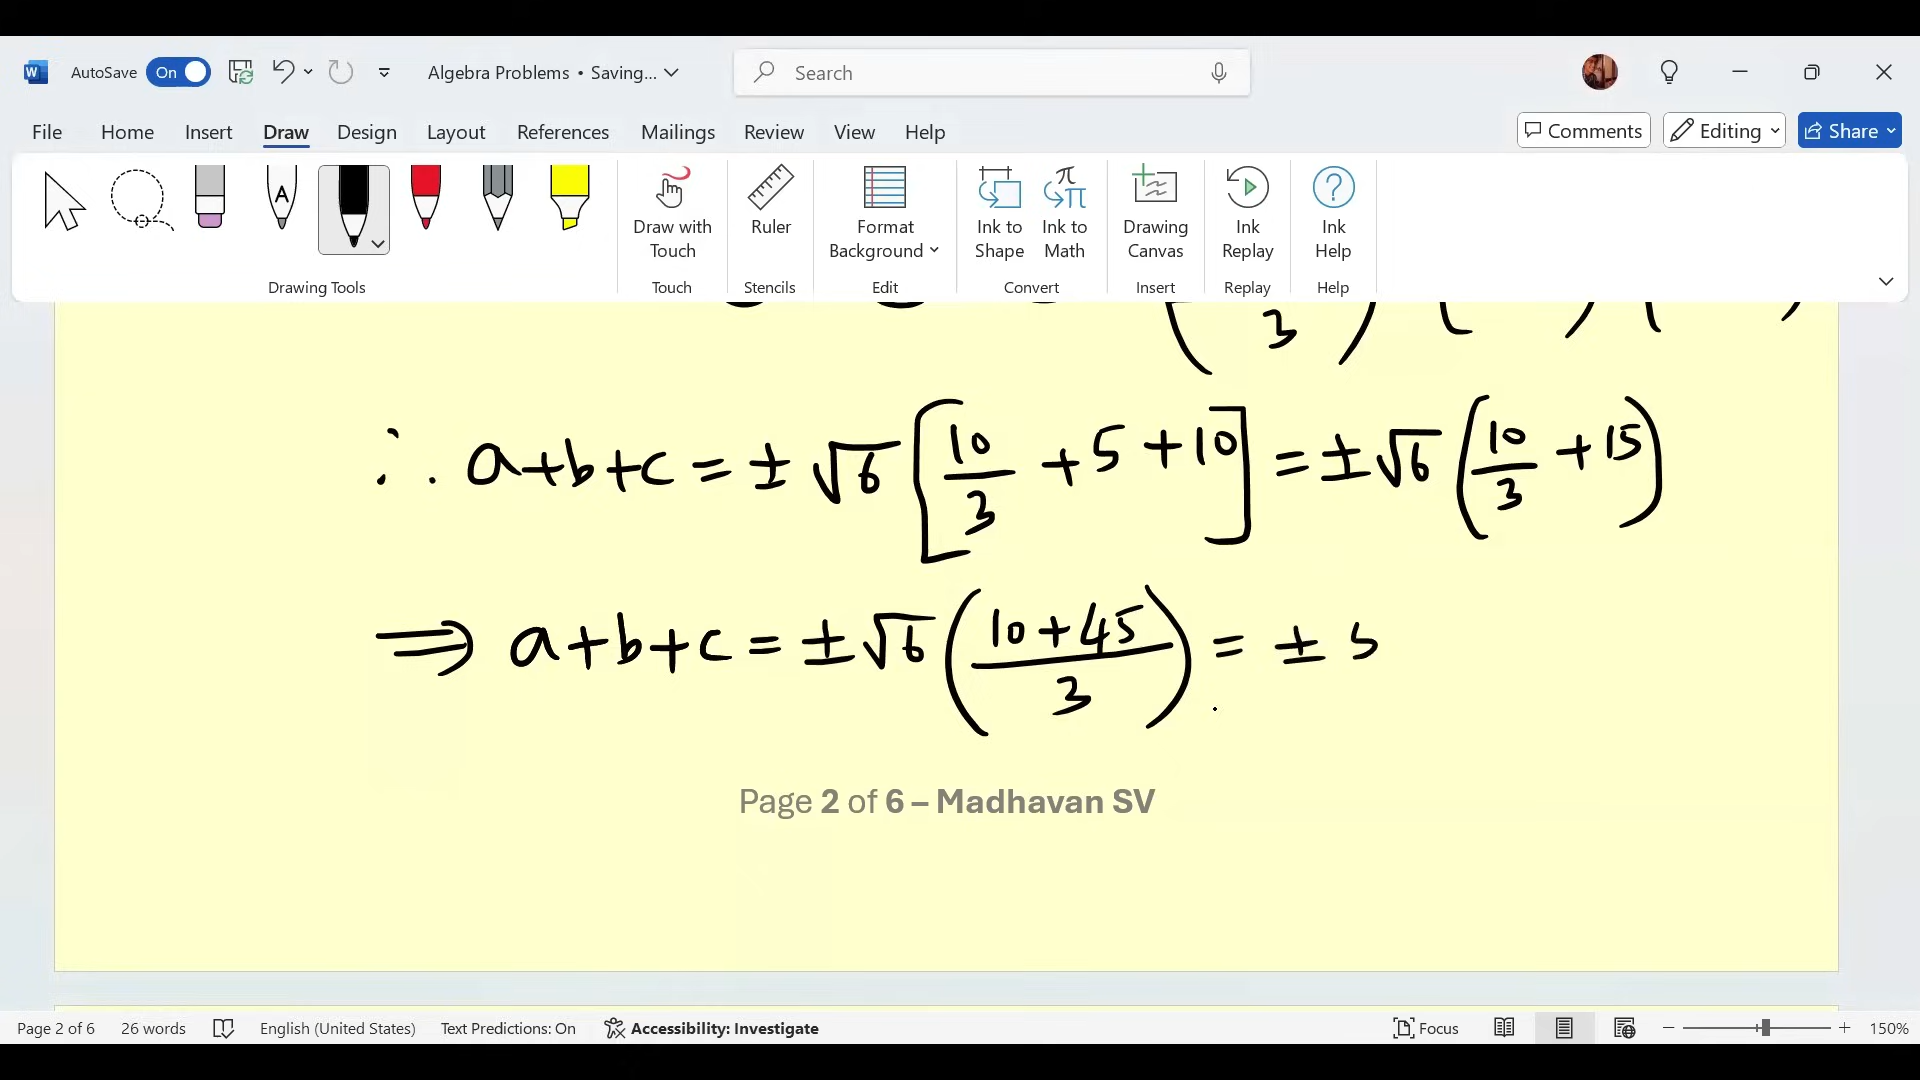 AutoSave On Algebra Problems • Saving... Search
File Home Insert Draw Design Layout References Mailings Review View Help Comments Editing Share
A
Draw with Touch Ruler Format Background Ink to Shape Ink to Math Drawing Canvas Ink Replay Ink Help
Drawing Tools Touch Stencils Edit Convert Insert Replay Help
3
∴ a+b+c = ± √6 [10/3 + 5 + 10] = ± √6 (10/3 + 15)
⟹ a+b+c = ± √6 ((10+45)/3) = ± 5
Page 2 of 6 – Madhavan SV
Page 2 of 6 26 words English (United States) Text Predictions: On Accessibility: Investigate Focus 150%